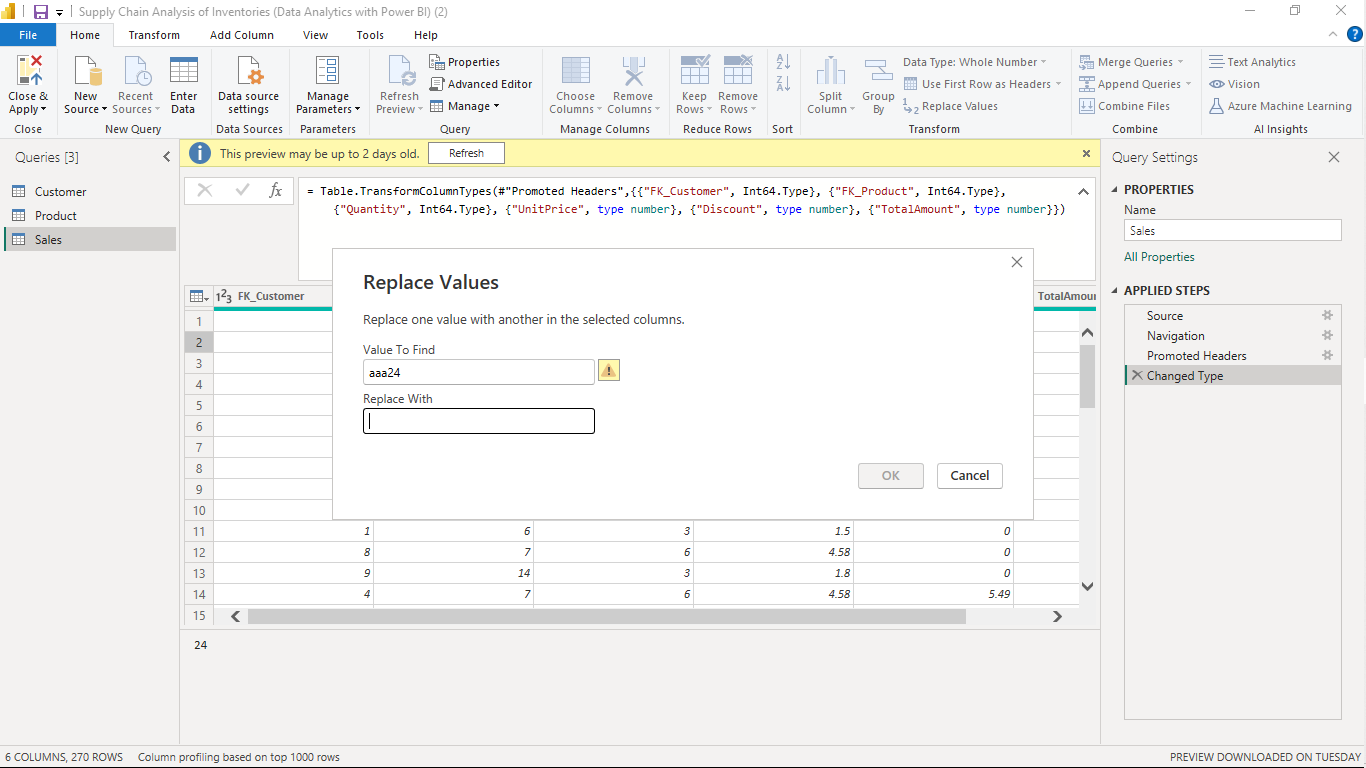 Supply Chain Analysis of Inventories (Data Analytics with Power BI) (2)
File Home Transform Add Column View Tools Help
Close & Apply
Close
New Source
Recent Sources
Enter Data
New Query
Data source settings
Data Sources
Manage Parameters
Parameters
Refresh Preview
Properties
Advanced Editor
Manage
Query
Choose Columns
Remove Columns
Manage Columns
Keep Rows
Remove Rows
Reduce Rows
Sort
Split Column
Group By
Data Type: Whole Number
Use First Row as Headers
Replace Values
Transform
Merge Queries
Append Queries
Combine Files
Combine
Text Analytics
Vision
Azure Machine Learning
AI Insights
Queries [3]
Customer
Product
Sales
This preview may be up to 2 days old. Refresh
= Table.TransformColumnTypes(#"Promoted Headers",{{"FK_Customer", Int64.Type}, {"FK_Product", Int64.Type},
{"Quantity", Int64.Type}, {"UnitPrice", type number}, {"Discount", type number}, {"TotalAmount", type number}})
FK_Customer TotalAmoun
1
2
3
4
5
6
7
8
9
10
11 1 6 3 1.5 0
12 8 7 6 4.58 0
13 9 14 3 1.8 0
14 4 7 6 4.58 5.49
15
24
Replace Values
Replace one value with another in the selected columns.
Value To Find
aaa24
Replace With
OK Cancel
Query Settings
PROPERTIES
Name
Sales
All Properties
APPLIED STEPS
Source
Navigation
Promoted Headers
Changed Type
6 COLUMNS, 270 ROWS Column profiling based on top 1000 rows
PREVIEW DOWNLOADED ON TUESDAY